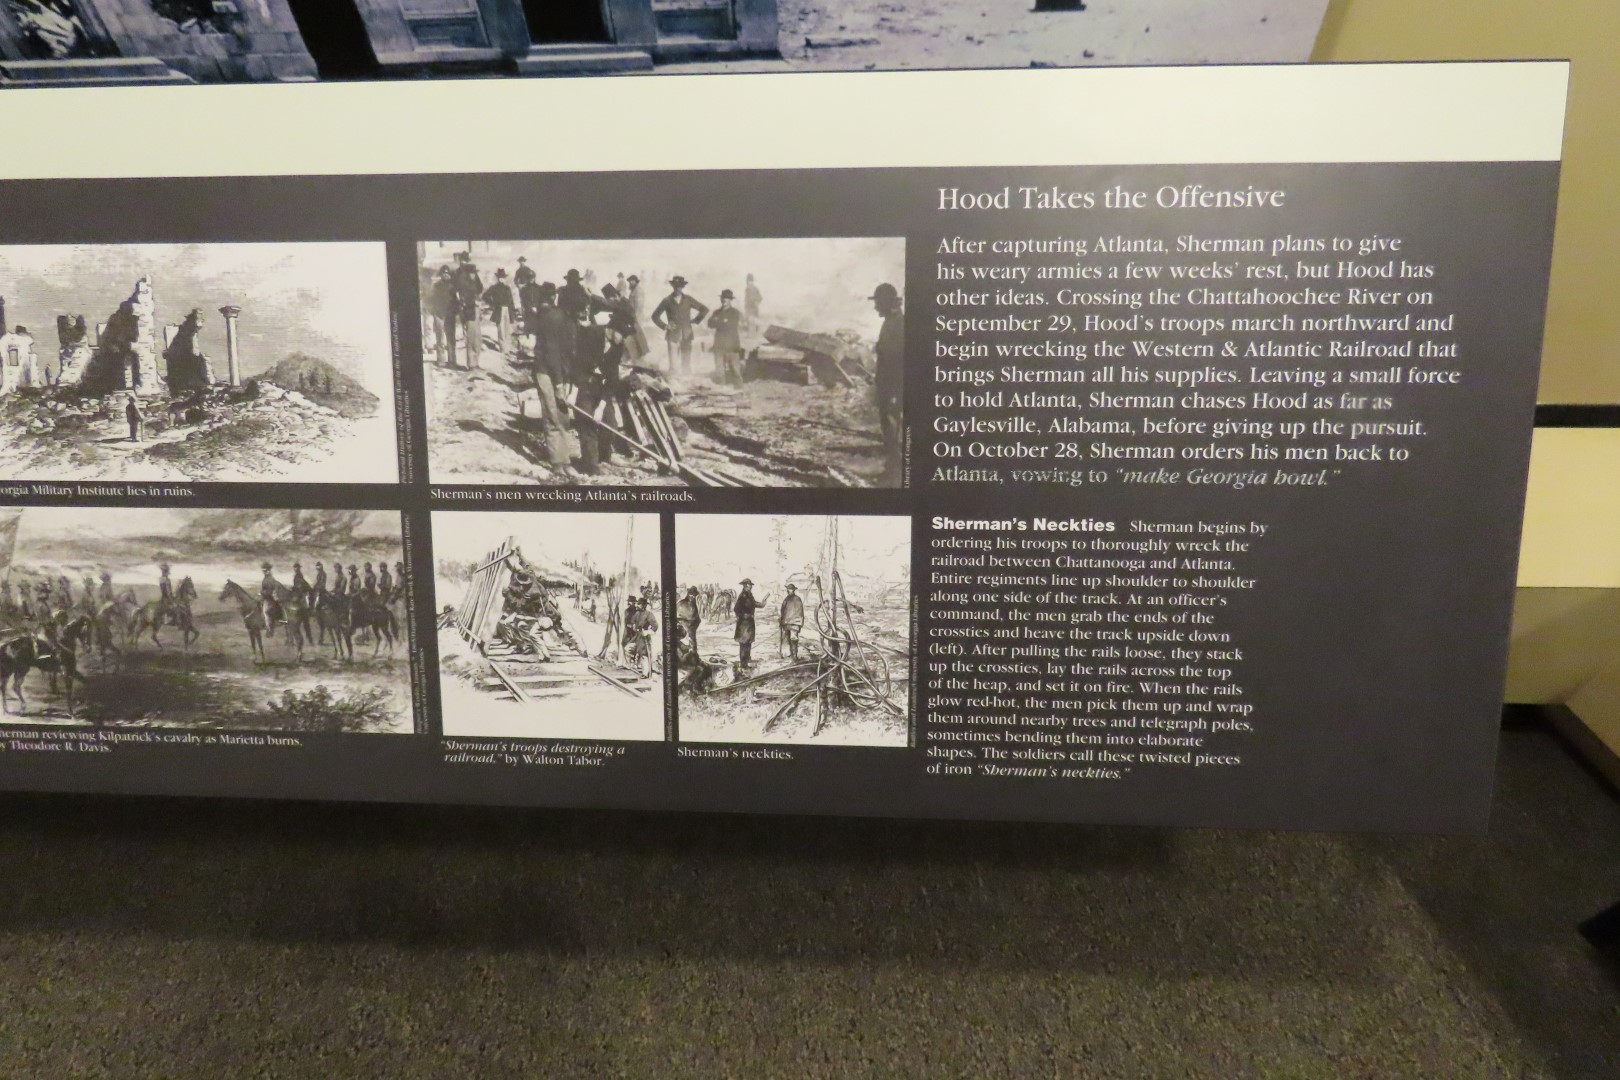 Hood Takes the Offensive
After capturing Atlanta, Sherman plans to give
his weary armies a few weeks' rest, but Hood has
other ideas. Crossing the Chattahoochee River on
September 29, Hood's troops march northward and
begin wrecking the Western & Atlantic Railroad that
brings Sherman all his supplies. Leaving a small force
to hold Atlanta, Sherman chases Hood as far as
Gaylesville, Alabama, before giving up the pursuit.
On October 28, Sherman orders his men back to
Atlanta, vowing to "make Georgia howl."
Sherman's Neckties Sherman begins by
ordering his troops to thoroughly wreck the
railroad between Chattanooga and Atlanta.
Entire regiments line up shoulder to shoulder
along one side of the track. At an officer's
command, the men grab the ends of the
crossties and heave the track upside down
(left). After pulling the rails loose, they stack
up the crossties, lay the rails across the top
of the heap, and set it on fire. When the rails
glow red-hot, the men pick them up and wrap
them around nearby trees and telegraph poles,
sometimes bending them into elaborate
shapes. The soldiers call these twisted pieces
of iron "Sherman's neckties."
orgia Military Institute lies in ruins.
Sherman's men wrecking Atlanta's railroads.
Library of Congress
herman reviewing Kilpatrick's cavalry as Marietta burns.
y Theodore R. Davis.
"Sherman's troops destroying a
railroad," by Walton Tabor.
Sherman's neckties.